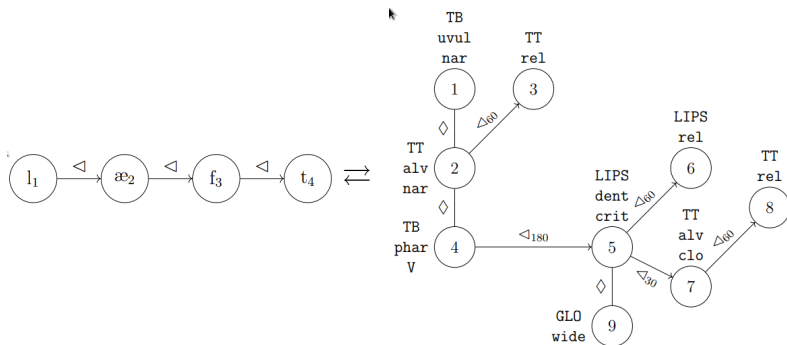 l₁ ◁ æ₂ ◁ f₃ ◁ t₄ ⇄
TB
uvul
nar
1
TT
rel
3
◊
◁60
TT
alv
nar
2
◊
TB
phar
V
4
◁180
LIPS
dent
crit
5
◁60
LIPS
rel
6
◁30
TT
alv
clo
7
◁60
TT
rel
8
◊
GLO
wide
9